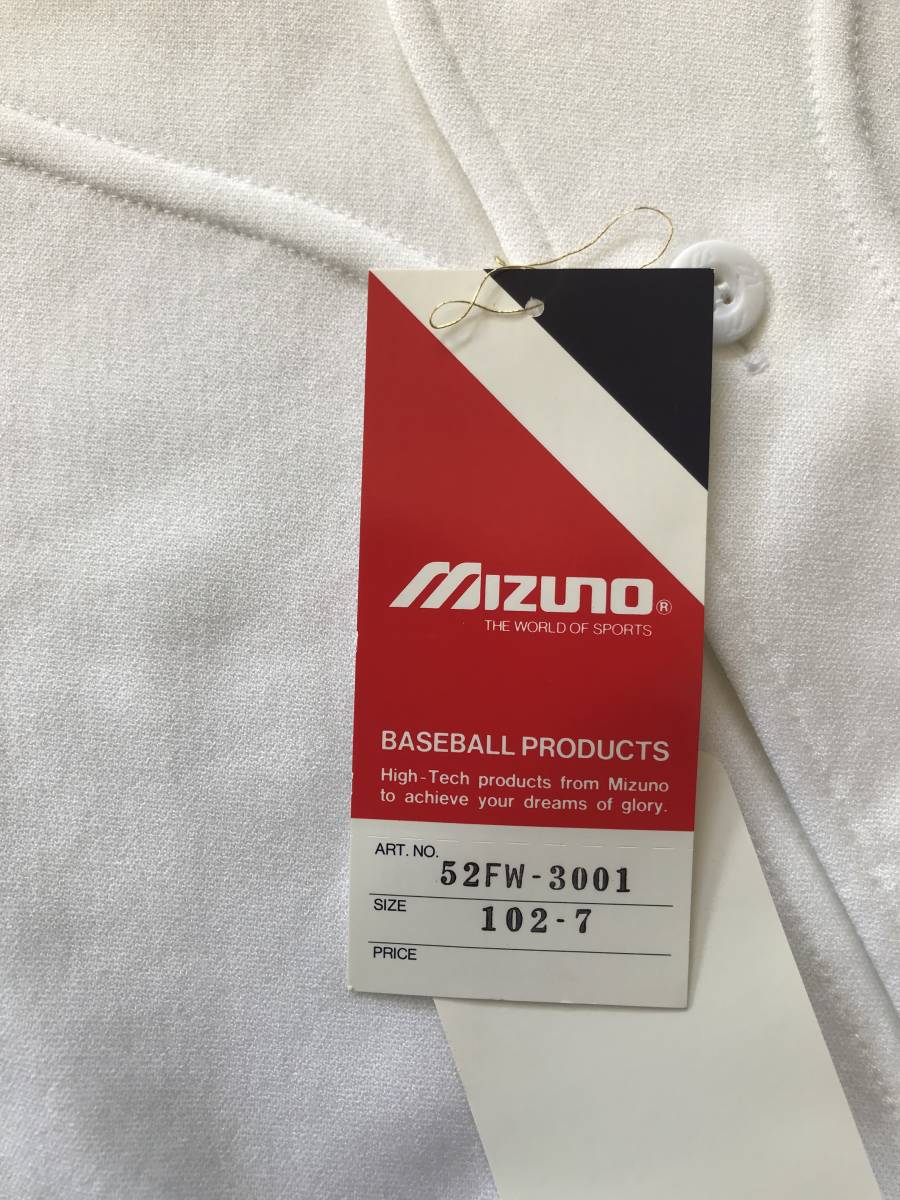 MIZUNO ®
THE WORLD OF SPORTS
BASEBALL PRODUCTS
High-Tech products from Mizuno
to achieve your dreams of glory.
ART. NO. 52FW-3001
SIZE 102-7
PRICE